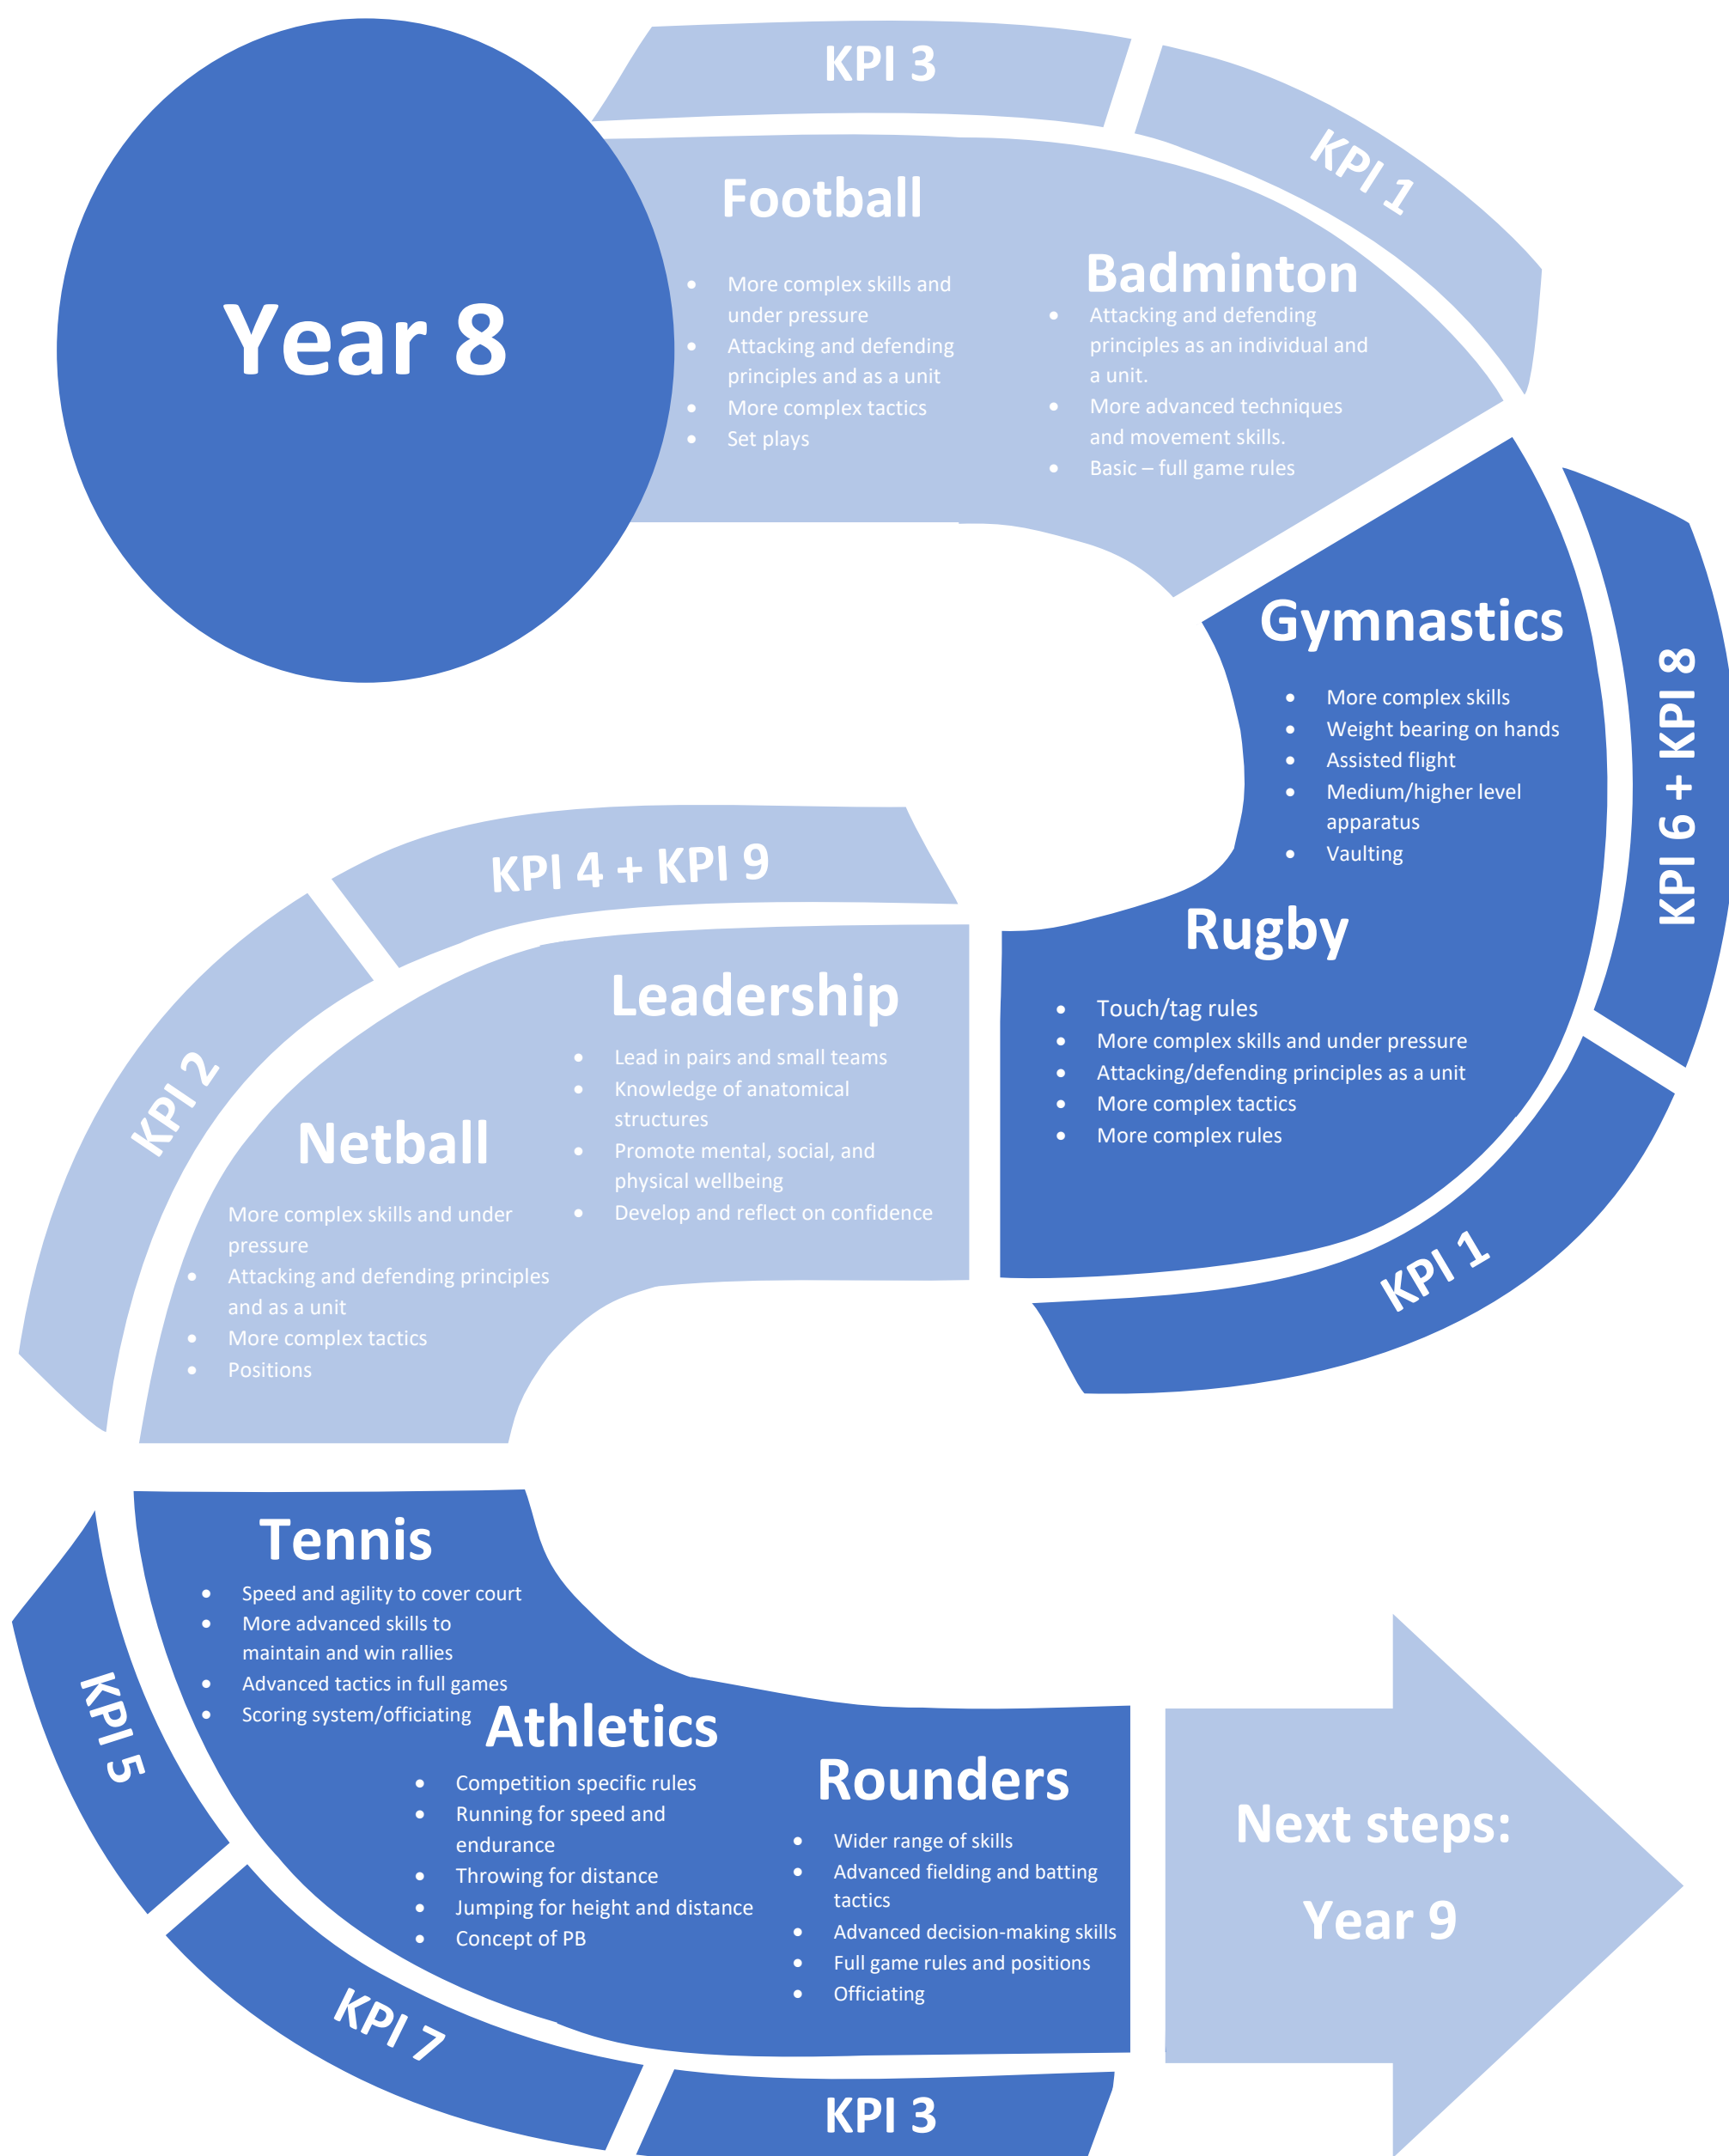 Year 8
KPI 3
KPI 1
Football
• More complex skills and
under pressure
• Attacking and defending
principles and as a unit
• More complex tactics
• Set plays
Badminton
• Attacking and defending
principles as an individual and
a unit.
• More advanced techniques
and movement skills.
• Basic – full game rules
KPI 6 + KPI 8
Gymnastics
• More complex skills
• Weight bearing on hands
• Assisted flight
• Medium/higher level
apparatus
• Vaulting
Rugby
• Touch/tag rules
• More complex skills and under pressure
• Attacking/defending principles as a unit
• More complex tactics
• More complex rules
KPI 1
KPI 4 + KPI 9
Leadership
• Lead in pairs and small teams
• Knowledge of anatomical
structures
• Promote mental, social, and
physical wellbeing
• Develop and reflect on confidence
KPI 2
Netball
More complex skills and under
pressure
• Attacking and defending principles
and as a unit
• More complex tactics
• Positions
KPI 5
Tennis
• Speed and agility to cover court
• More advanced skills to
maintain and win rallies
• Advanced tactics in full games
• Scoring system/officiating
KPI 7
Athletics
• Competition specific rules
• Running for speed and
endurance
• Throwing for distance
• Jumping for height and distance
• Concept of PB
Rounders
• Wider range of skills
• Advanced fielding and batting
tactics
• Advanced decision-making skills
• Full game rules and positions
• Officiating
KPI 3
Next steps:
Year 9